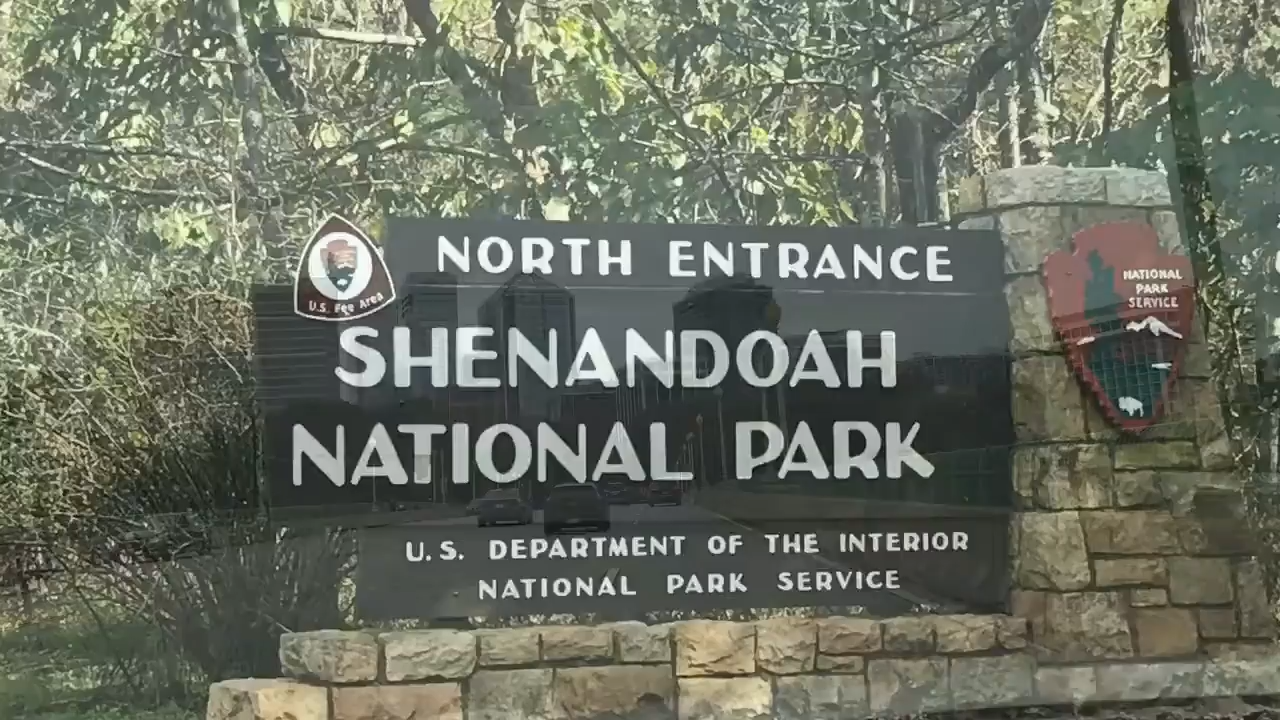 NORTH ENTRANCE
U.S. Fee Area
SHENANDOAH
NATIONAL PARK
U.S. DEPARTMENT OF THE INTERIOR
NATIONAL PARK SERVICE
NATIONAL
PARK
SERVICE